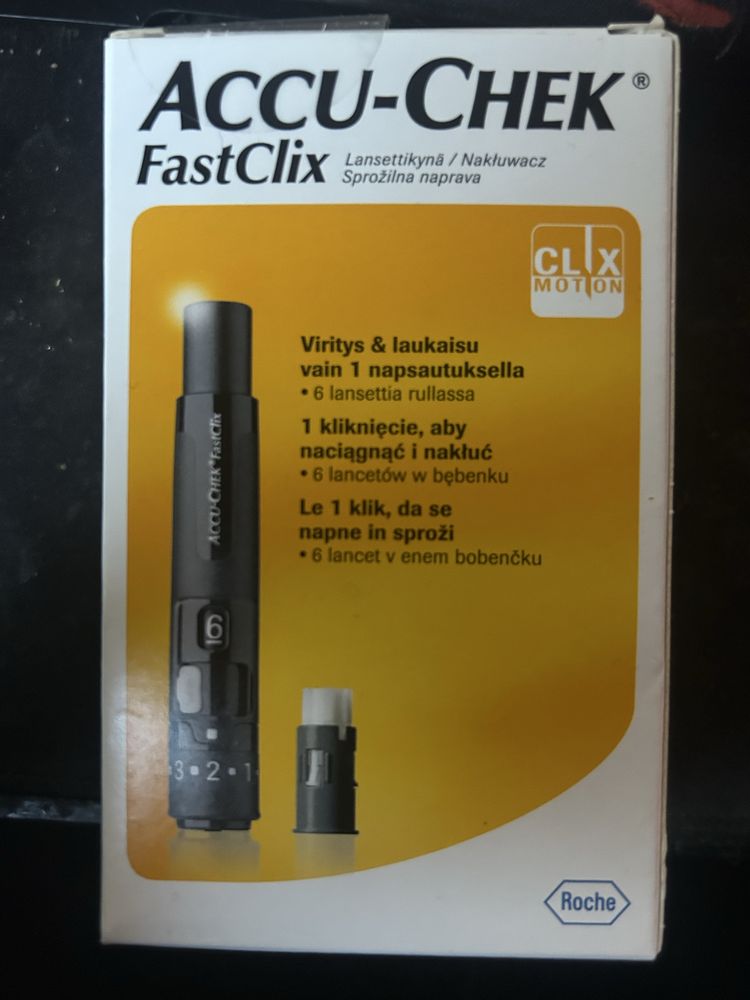 ACCU-CHEK®
FastClix
Lansettikynä / Nakłuwacz
Sprožilna naprava
CLIX
MOTION
Viritys & laukaisu
vain 1 napsautuksella
• 6 lansettia rullassa
1 kliknięcie, aby
naciągnąć i nakłuć
• 6 lancetów w bębenku
Le 1 klik, da se
napne in sproži
• 6 lancet v enem bobenčku
ACCU-CHEK® FastClix
6
3 2 1
Roche